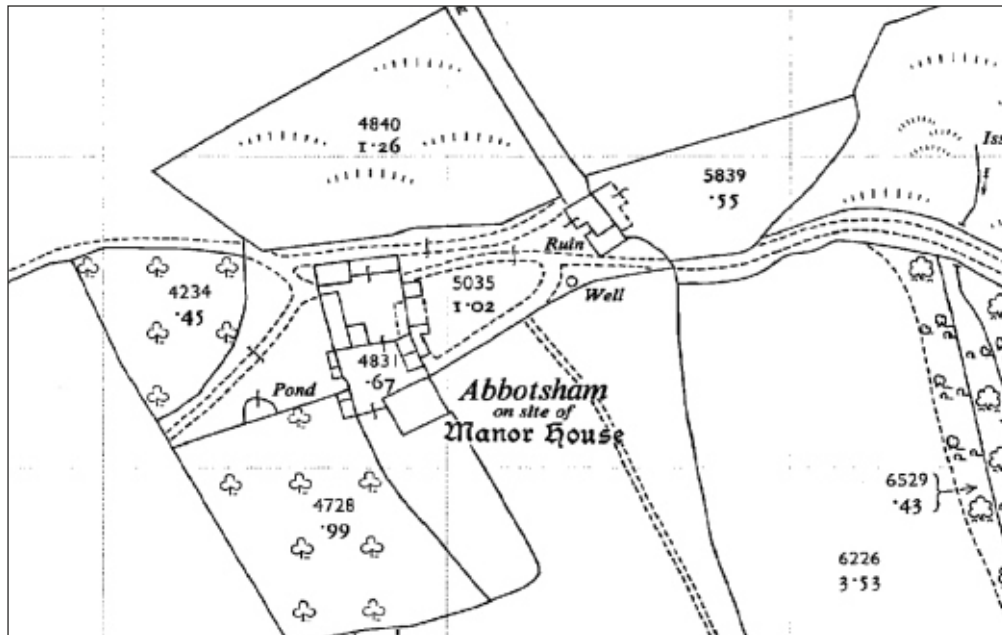 4840
1·26
Iss
5839
·55
Ruin
5035
1·02
4234
·45
Well
4831
·67
Pond
Abbotsham
on site of
Manor House
6529
·43
4728
·99
6226
3·53